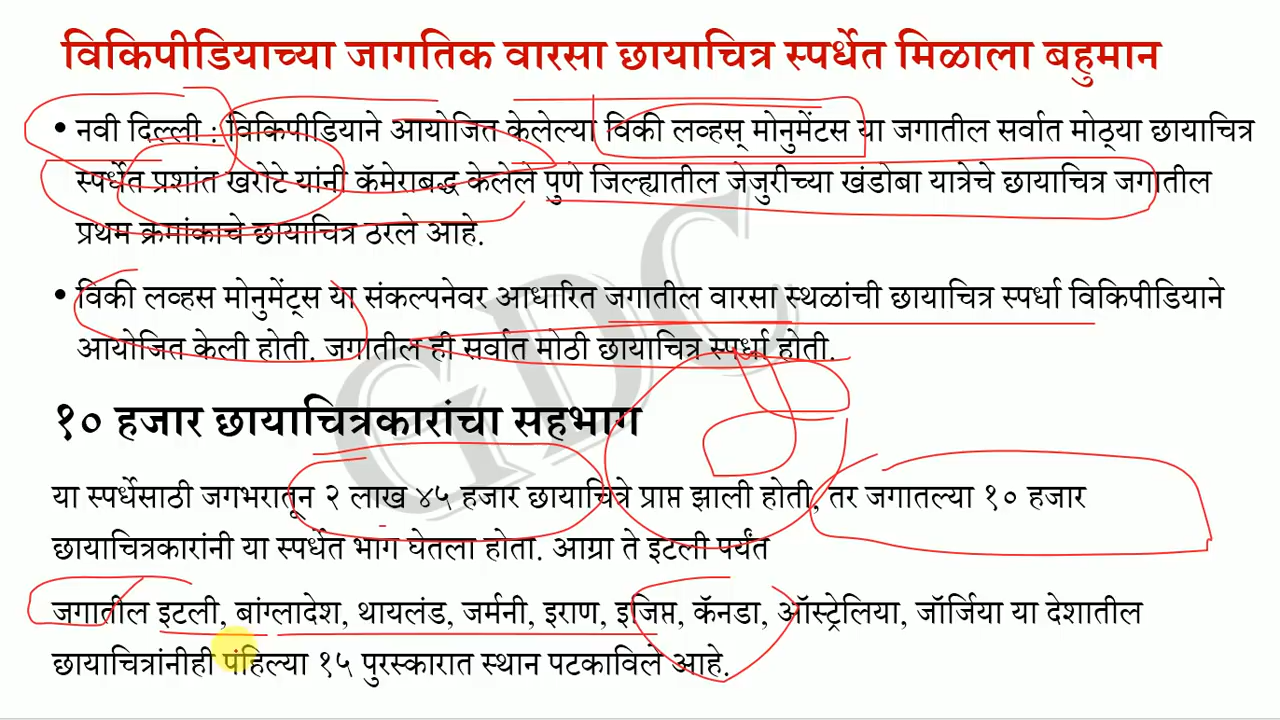 विकिपीडियाच्या जागतिक वारसा छायाचित्र स्पर्धेत मिळाला बहुमान
• नवी दिल्ली : विकिपीडियाने आयोजित केलेल्या विकी लव्हस् मोनुमेंटस या जगातील सर्वात मोठ्या छायाचित्र
स्पर्धेत प्रशांत खरोटे यांनी कॅमेराबद्ध केलेले पुणे जिल्ह्यातील जेजुरीच्या खंडोबा यात्रेचे छायाचित्र जगातील
प्रथम क्रमांकाचे छायाचित्र ठरले आहे.
• विकी लव्हस मोनुमेंट्स या संकल्पनेवर आधारित जगातील वारसा स्थळांची छायाचित्र स्पर्धा विकिपीडियाने
आयोजित केली होती. जगातील ही सर्वात मोठी छायाचित्र स्पर्धा होती.
GDC
१० हजार छायाचित्रकारांचा सहभाग
या स्पर्धेसाठी जगभरातून २ लाख ४५ हजार छायाचित्रे प्राप्त झाली होती, तर जगातल्या १० हजार
छायाचित्रकारांनी या स्पर्धेत भाग घेतला होता. आग्रा ते इटली पर्यंत
जगातील इटली, बांग्लादेश, थायलंड, जर्मनी, इराण, इजिप्त, कॅनडा, ऑस्ट्रेलिया, जॉर्जिया या देशातील
छायाचित्रांनीही पंहिल्या १५ पुरस्कारात स्थान पटकाविले आहे.